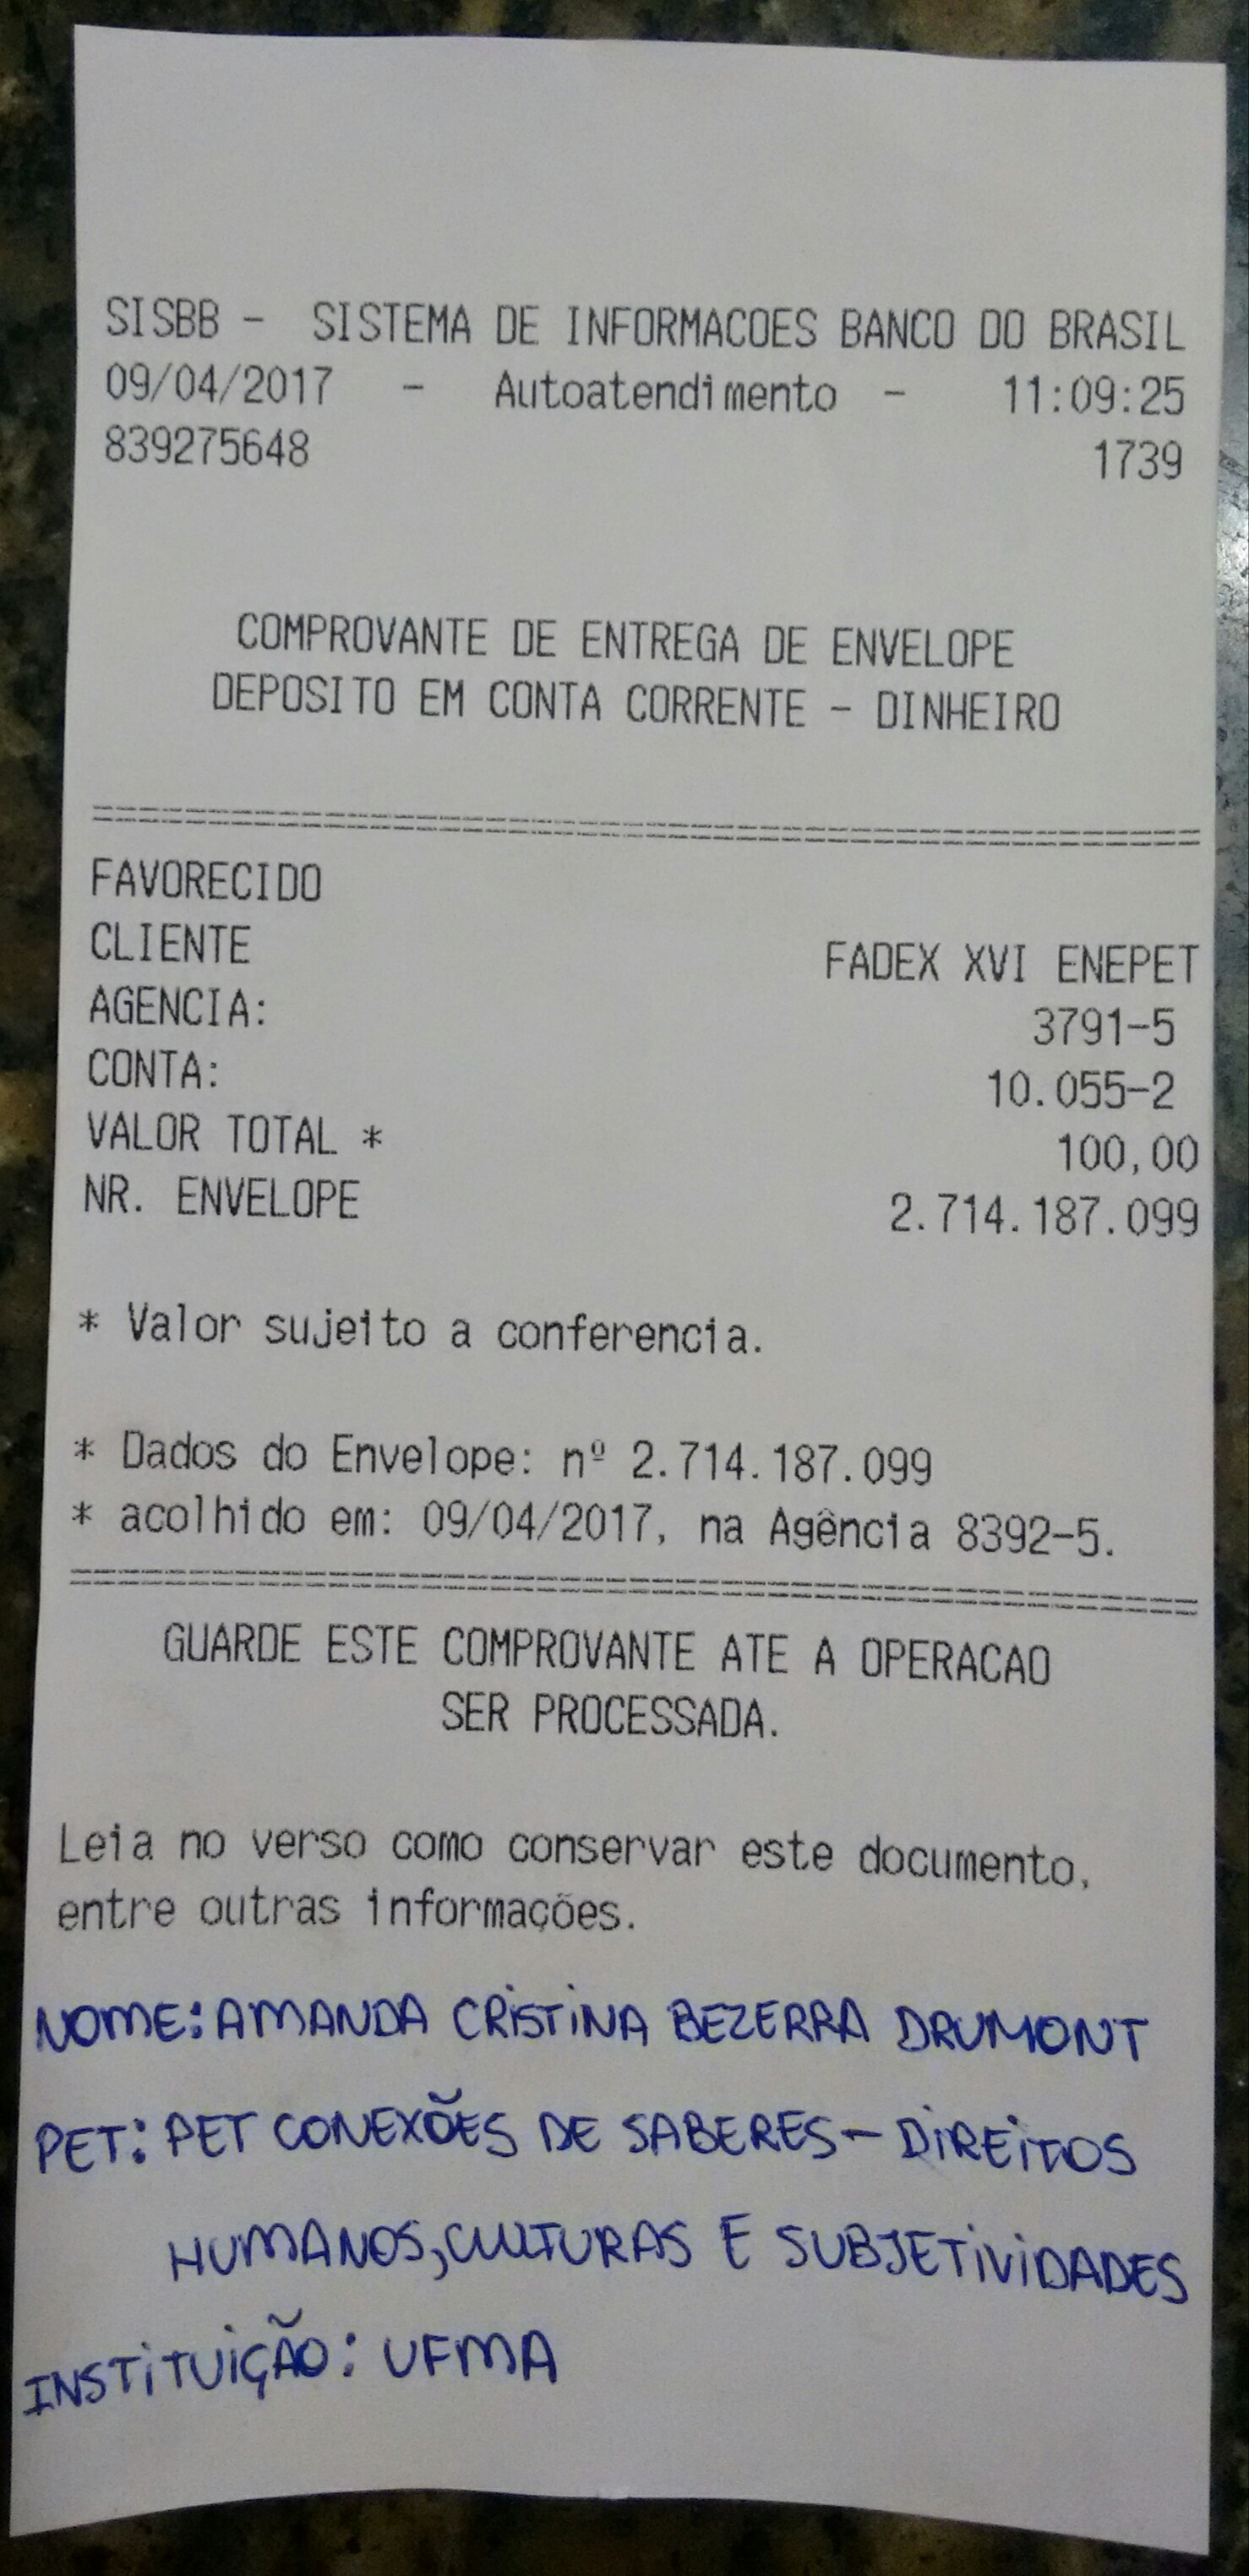 SISBB - SISTEMA DE INFORMACOES BANCO DO BRASIL
09/04/2017 - Autoatendimento - 11:09:25
839275648 1739
COMPROVANTE DE ENTREGA DE ENVELOPE
DEPOSITO EM CONTA CORRENTE - DINHEIRO
FAVORECIDO
CLIENTE FADEX XVI ENEPET
AGENCIA: 3791-5
CONTA: 10.055-2
VALOR TOTAL * 100,00
NR. ENVELOPE 2.714.187.099
* Valor sujeito a conferencia.
* Dados do Envelope: nº 2.714.187.099
* acolhido em: 09/04/2017, na Agência 8392-5.
GUARDE ESTE COMPROVANTE ATE A OPERACAO
SER PROCESSADA.
Leia no verso como conservar este documento,
entre outras informações.
NOME: AMANDA CRISTINA BEZERRA DRUMONT
PET: PET CONEXÕES DE SABERES - DIREITOS
HUMANOS, CULTURAS E SUBJETIVIDADES
INSTITUIÇÃO: UFMA